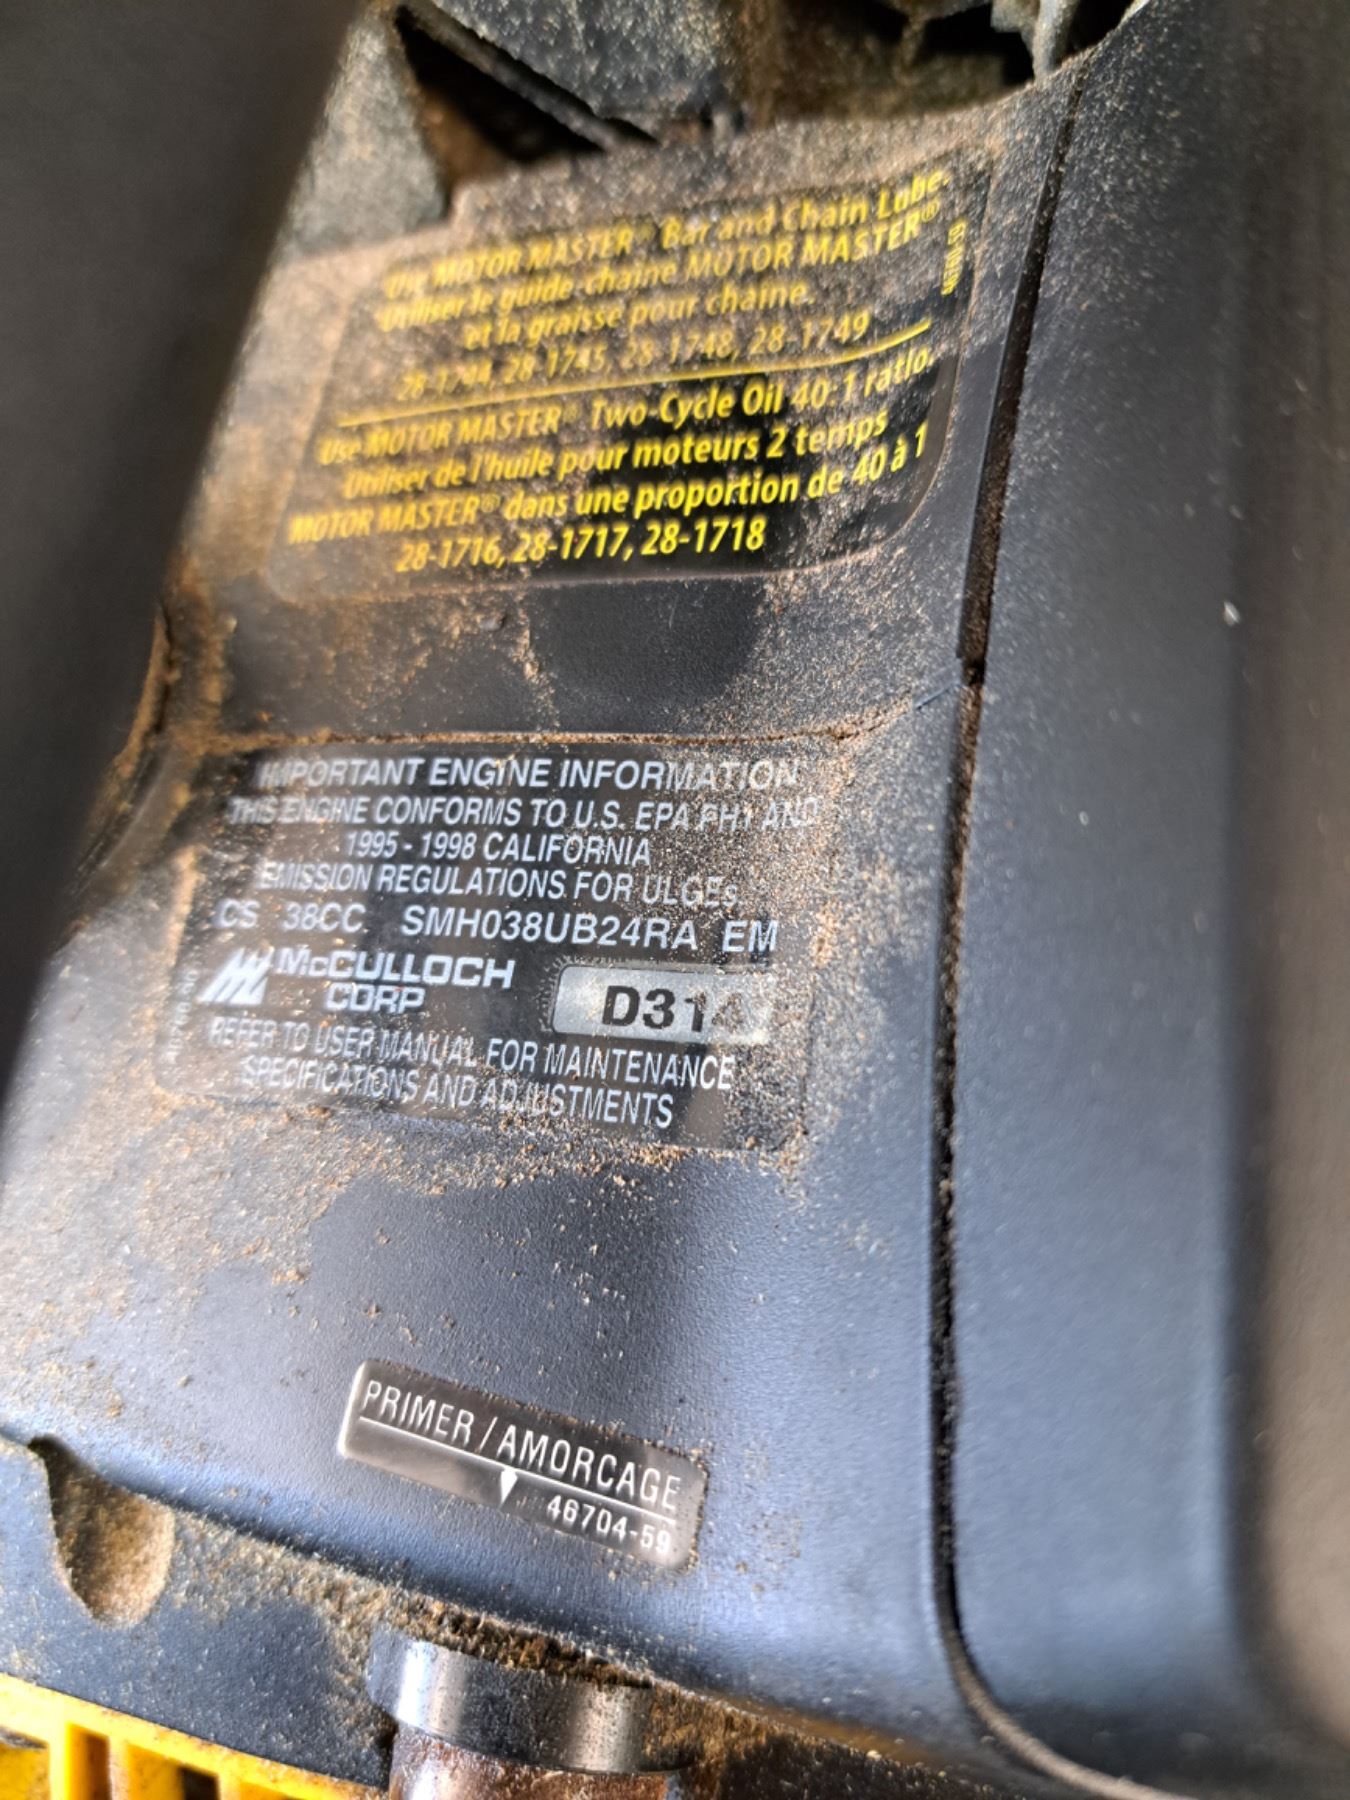 Use MOTOR MASTER® Bar and Chain Lube.
Utiliser le guide-chaine MOTOR MASTER®
et la graisse pour chaine.
28-1744, 28-1745, 28-1748, 28-1749
Use MOTOR MASTER® Two-Cycle Oil 40:1 ratio.
Utiliser de l'huile pour moteurs 2 temps
MOTOR MASTER® dans une proportion de 40 à 1
28-1716, 28-1717, 28-1718
IMPORTANT ENGINE INFORMATION
THIS ENGINE CONFORMS TO U.S. EPA PH1 AND
1995 - 1998 CALIFORNIA
EMISSION REGULATIONS FOR ULGEs
CS 38CC SMH038UB24RA EM
McCULLOCH
CORP
D314
REFER TO USER MANUAL FOR MAINTENANCE
SPECIFICATIONS AND ADJUSTMENTS
PRIMER / AMORCAGE
46704-59